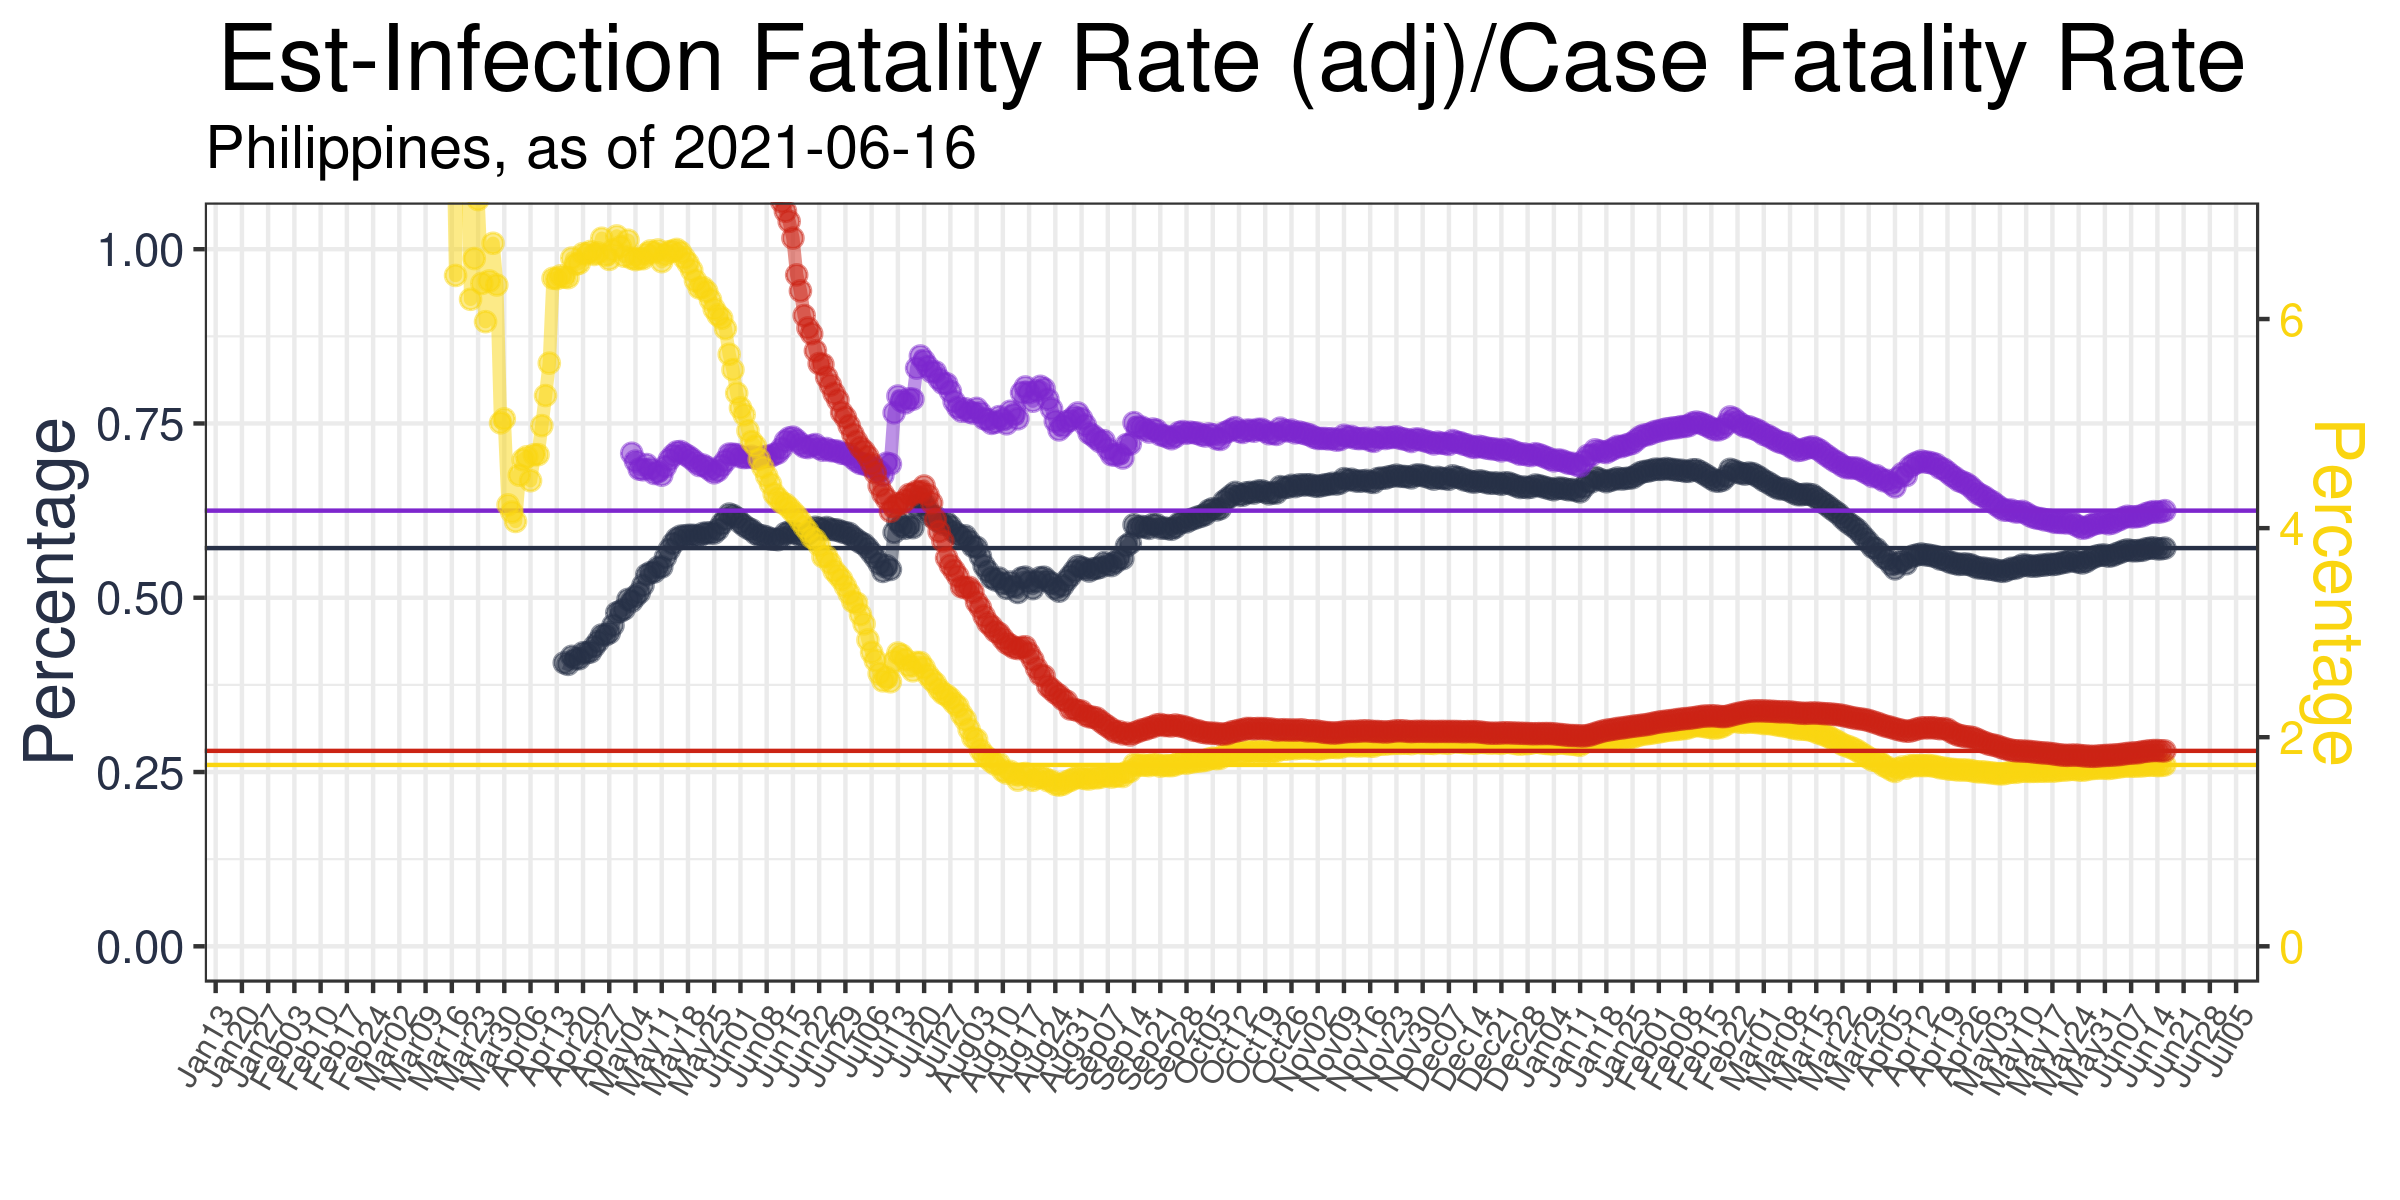 Est-Infection Fatality Rate (adj)/Case Fatality Rate
Philippines, as of 2021-06-16
Percentage
1.00
0.75
0.50
0.25
0.00
6
4
2
0
Percentage
Jan13
Jan20
Jan27
Feb03
Feb10
Feb17
Feb24
Mar02
Mar09
Mar16
Mar23
Mar30
Apr06
Apr13
Apr20
Apr27
May04
May11
May18
May25
Jun01
Jun08
Jun15
Jun22
Jun29
Jul06
Jul13
Jul20
Jul27
Aug03
Aug10
Aug17
Aug24
Aug31
Sep07
Sep14
Sep21
Sep28
Oct05
Oct12
Oct19
Oct26
Nov02
Nov09
Nov16
Nov23
Nov30
Dec07
Dec14
Dec21
Dec28
Jan04
Jan11
Jan18
Jan25
Feb01
Feb08
Feb15
Feb22
Mar01
Mar08
Mar15
Mar22
Mar29
Apr05
Apr12
Apr19
Apr26
May03
May10
May17
May24
May31
Jun07
Jun14
Jun21
Jun28
Jul05